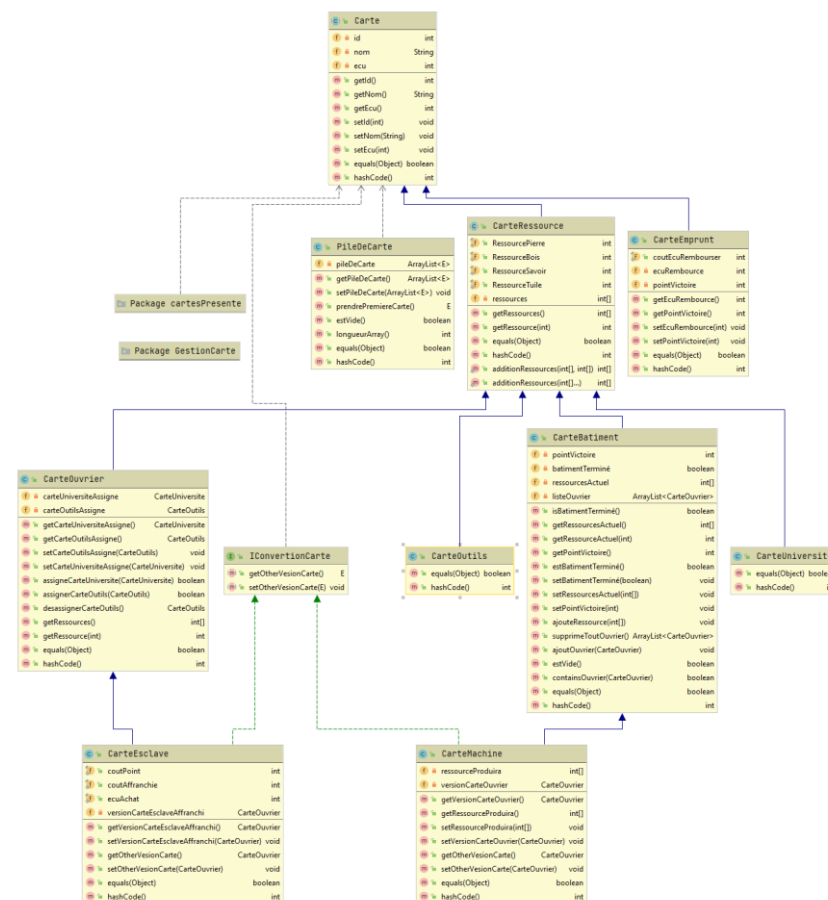 Carte
id int
nom String
ecu int
getId() int
getNom() String
getEcu() int
setId(int) void
setNom(String) void
setEcu(int) void
equals(Object) boolean
hashCode() int
PileDeCarte
pileDeCarte ArrayList<E>
getPileDeCarte() ArrayList<E>
setPileDeCarte(ArrayList<E>) void
prendrePremiereCarte() E
estVide() boolean
longueurArray() int
equals(Object) boolean
hashCode() int
CarteRessource
RessourcePierre int
RessourceBois int
RessourceSavoir int
RessourceTuile int
ressources int[]
getRessources() int[]
getRessource(int) int
equals(Object) boolean
hashCode() int
additionRessources(int[], int[]) int[]
additionRessources(int[]...) int[]
CarteEmprunt
coutEcuRembourser int
ecuRembource int
pointVictoire int
getEcuRembource() int
getPointVictoire() int
setEcuRembource(int) void
setPointVictoire(int) void
equals(Object) boolean
hashCode() int
Package cartesPresente
Package GestionCarte
CarteOuvrier
carteUniversiteAssigne CarteUniversite
carteOutilsAssigne CarteOutils
getCarteUniversiteAssigne() CarteUniversite
getCarteOutilsAssigne() CarteOutils
setCarteOutilsAssigne(CarteOutils) void
setCarteUniversiteAssigne(CarteUniversite) void
assigneCarteUniversite(CarteUniversite) boolean
assignerCarteOutils(CarteOutils) boolean
desassignerCarteOutils() CarteOutils
getRessources() int[]
getRessource(int) int
equals(Object) boolean
hashCode() int
IConvertionCarte
getOtherVesionCarte() E
setOtherVesionCarte(E) void
CarteOutils
equals(Object) boolean
hashCode() int
CarteBatiment
pointVictoire int
batimentTerminé boolean
ressourcesActuel int[]
listeOuvrier ArrayList<CarteOuvrier>
isBatimentTerminé() boolean
getRessourcesActuel() int[]
getRessourceActuel(int) int
getPointVictoire() int
estBatimentTerminé() boolean
setBatimentTerminé(boolean) void
setRessourcesActuel(int[]) void
setPointVictoire(int) void
ajouteRessource(int[]) void
supprimeToutOuvrier() ArrayList<CarteOuvrier>
ajoutOuvrier(CarteOuvrier) void
estVide() boolean
containsOuvrier(CarteOuvrier) boolean
equals(Object) boolean
hashCode() int
CarteUniversit
equals(Object) boole
hashCode() i
CarteEsclave
coutPoint int
coutAffranchie int
ecuAchat int
versionCarteEsclaveAffranchi CarteOuvrier
getVersionCarteEsclaveAffranchi() CarteOuvrier
setVersionCarteEsclaveAffranchi(CarteOuvrier) void
getOtherVesionCarte() CarteOuvrier
setOtherVesionCarte(CarteOuvrier) void
equals(Object) boolean
hashCode() int
CarteMachine
ressourceProduira int[]
versionCarteOuvrier CarteOuvrier
getVersionCarteOuvrier() CarteOuvrier
getRessourceProduira() int[]
setRessourceProduira(int[]) void
setVersionCarteOuvrier(CarteOuvrier) void
getOtherVesionCarte() CarteOuvrier
setOtherVesionCarte(CarteOuvrier) void
equals(Object) boolean
hashCode() int